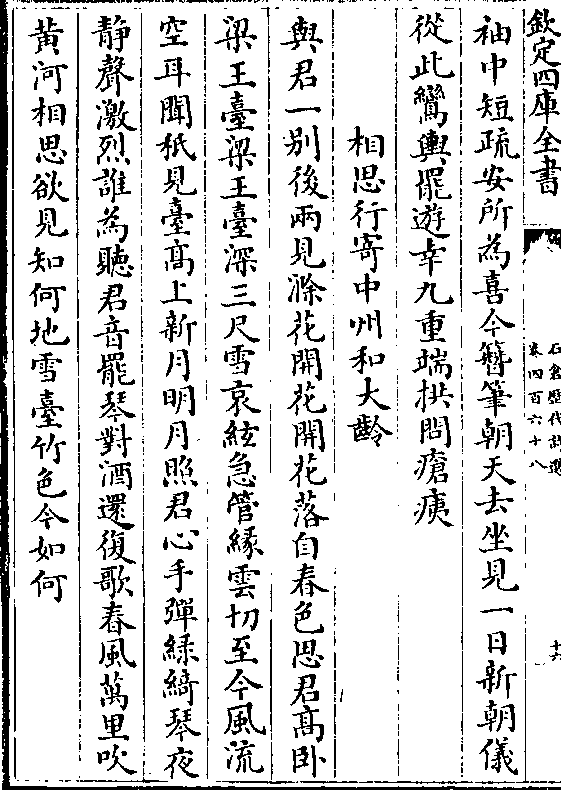 欽定四庫全書
石倉歷代詩選
卷四百六十八
十六
袖中短疏安所為喜今簪筆朝天去坐見一日新朝儀
從此鸞輿罷遊幸九重端拱問瘡痍
相思行寄中州和大齡
與君一别後兩見滁花開花開花落自春色思君髙卧
梁王臺梁王臺深三尺雪哀絃急管緣雲切至今風流
空耳聞秖見臺髙上新月明月照君心手彈緑綺琴夜
静聲激烈誰為聽君音罷琴對酒還復歌春風萬里吹
黄河相思欲見知何地雪臺竹色今如何